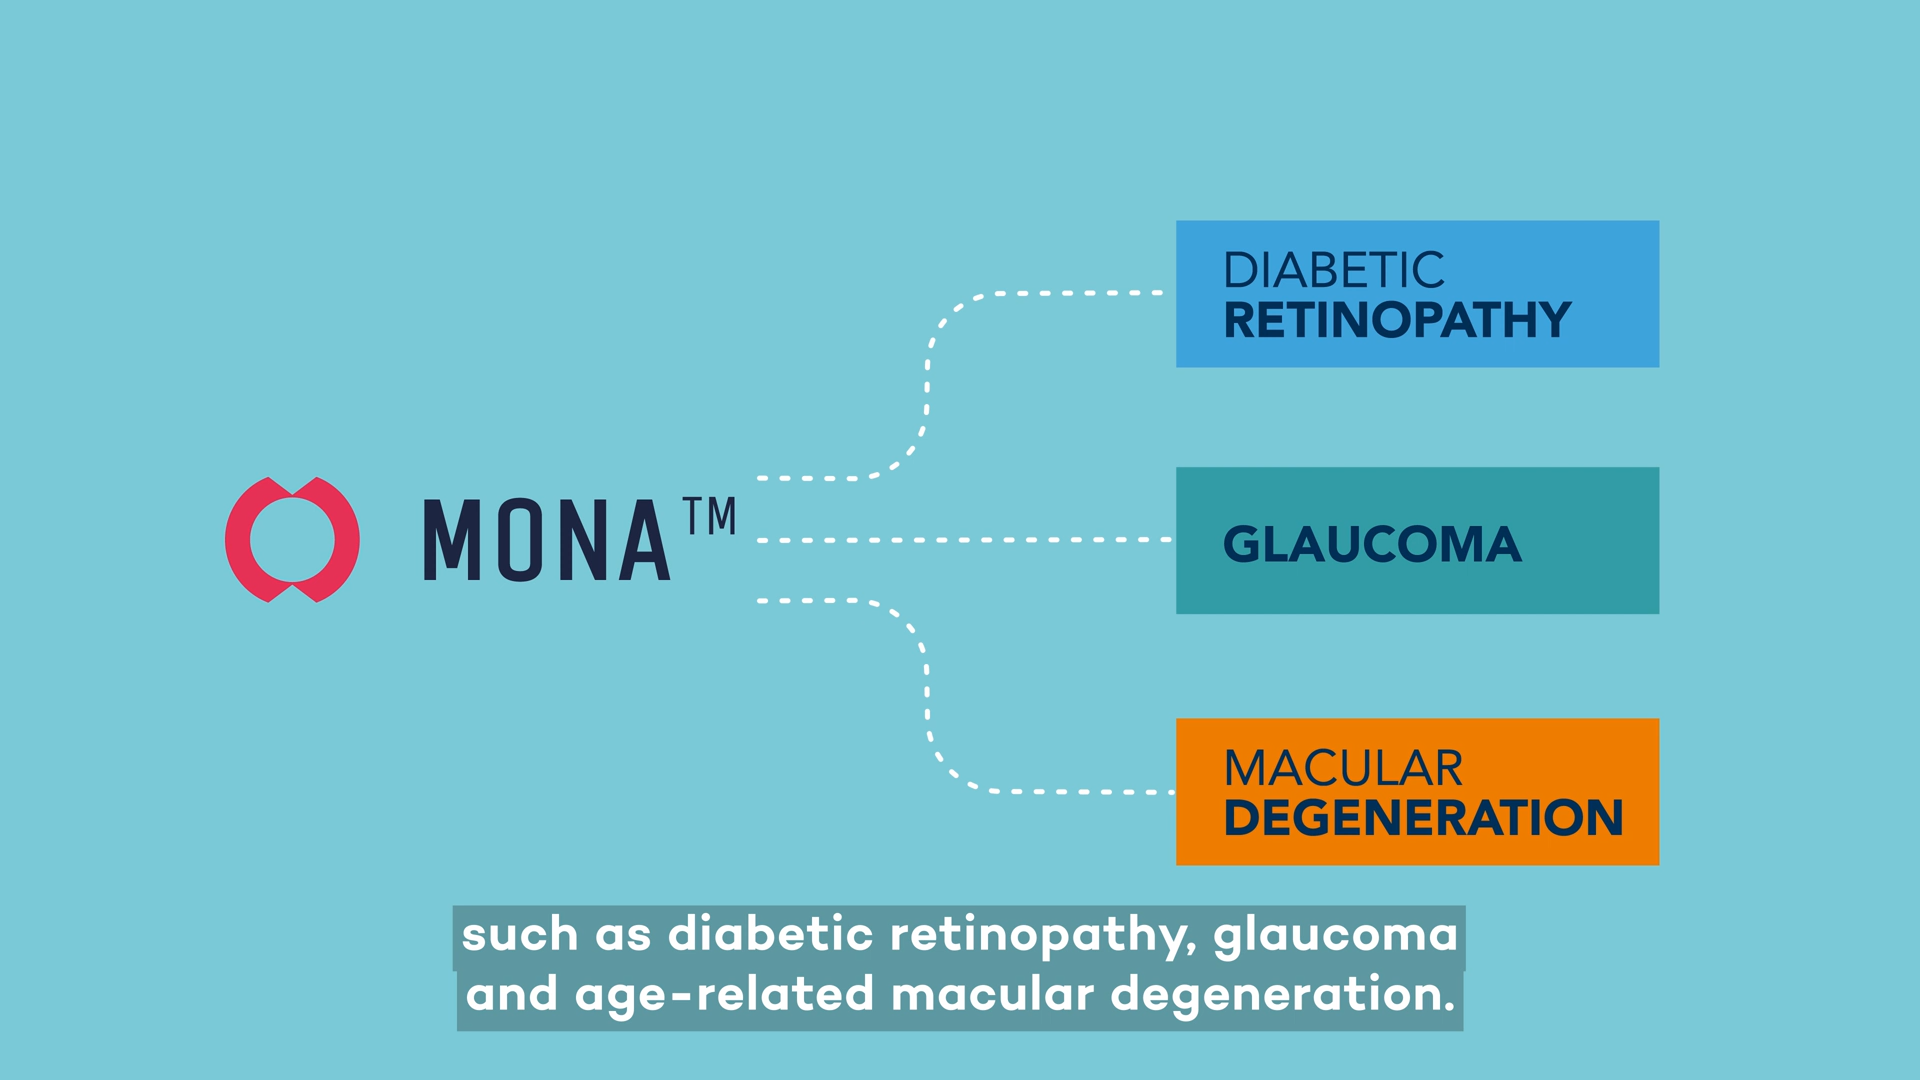 DIABETIC
RETINOPATHY
MONA™
GLAUCOMA
MACULAR
DEGENERATION
such as diabetic retinopathy, glaucoma
and age-related macular degeneration.